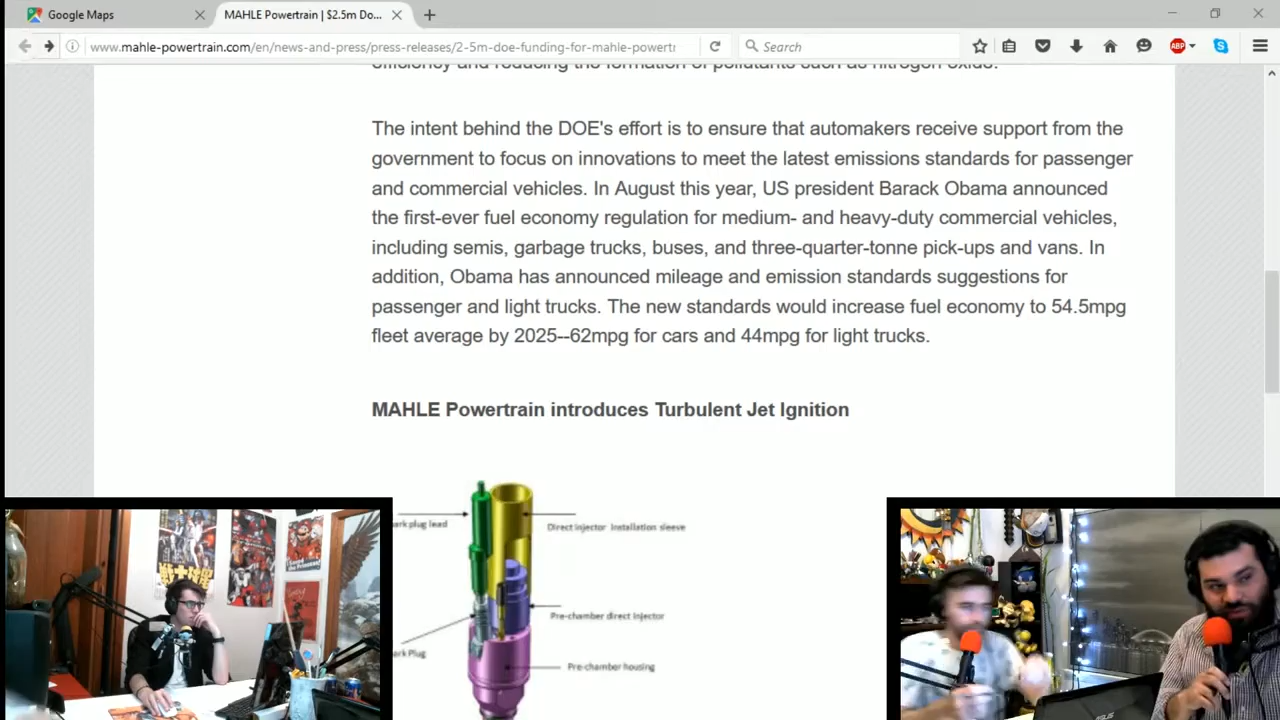 Google Maps
MAHLE Powertrain | $2.5m Do...
www.mahle-powertrain.com/en/news-and-press/press-releases/2-5m-doe-funding-for-mahle-powert
Search
ABP
efficiency and reducing the formation of pollutants such as nitrogen oxide.
The intent behind the DOE's effort is to ensure that automakers receive support from the
government to focus on innovations to meet the latest emissions standards for passenger
and commercial vehicles. In August this year, US president Barack Obama announced
the first-ever fuel economy regulation for medium- and heavy-duty commercial vehicles,
including semis, garbage trucks, buses, and three-quarter-tonne pick-ups and vans. In
addition, Obama has announced mileage and emission standards suggestions for
passenger and light trucks. The new standards would increase fuel economy to 54.5mpg
fleet average by 2025--62mpg for cars and 44mpg for light trucks.
MAHLE Powertrain introduces Turbulent Jet Ignition
ark plug lead
Direct injector Installation sleeve
Pre-chamber direct injector
ark Plug
Pre-chamber housing
ASUS